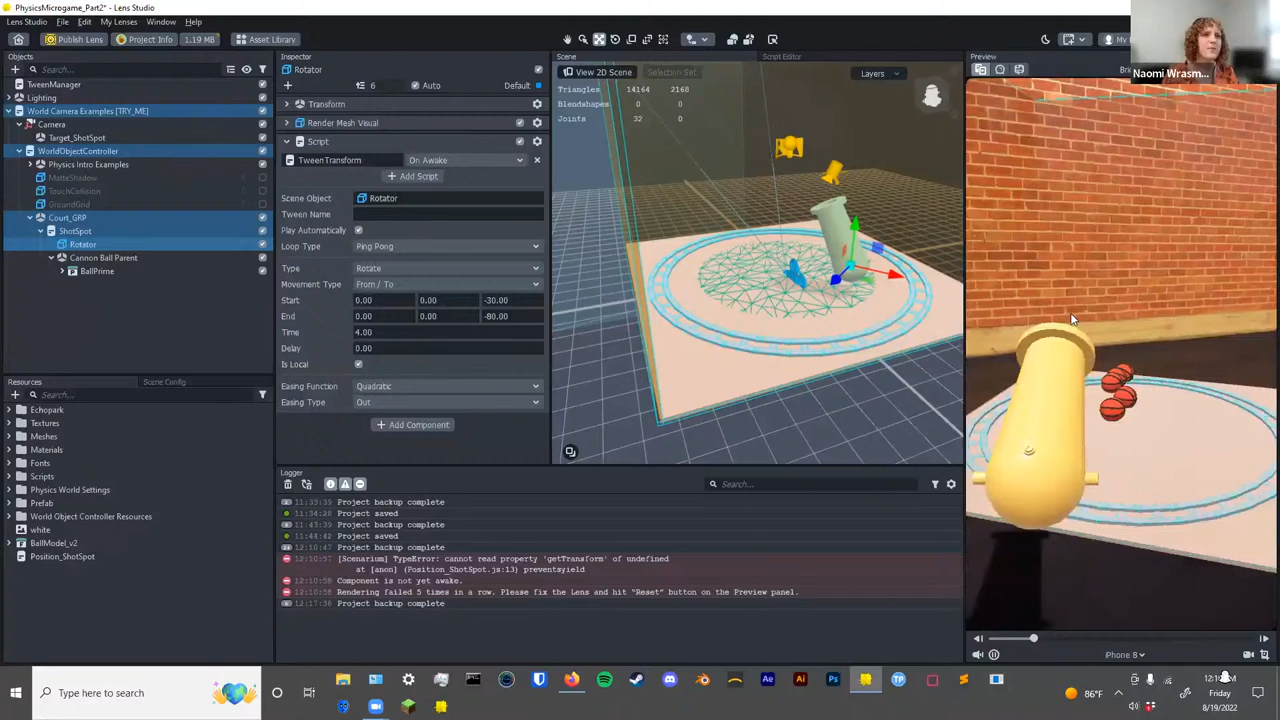 PhysicsMicrogame_Part2* - Lens Studio
Lens Studio File Edit My Lenses Window Help
Publish Lens Project Info 1.19 MB Asset Library
My
Naomi Wrasm...
Objects
Search...
TweenManager
Lighting
World Camera Examples [TRY_ME]
Camera
Target_ShotSpot
WorldObjectController
Physics Intro Examples
MatteShadow
TouchCollision
GroundGrid
Court_GRP
ShotSpot
Rotator
Cannon Ball Parent
BallPrime
Resources Scene Config
Search...
Echopark
Textures
Meshes
Materials
Fonts
Scripts
Physics World Settings
Prefab
World Object Controller Resources
white
BallModel_v2
Position_ShotSpot
Inspector
Rotator
6 Auto Default
Transform
Render Mesh Visual
Script
TweenTransform On Awake
+ Add Script
Scene Object Rotator
Tween Name
Play Automatically
Loop Type Ping Pong
Type Rotate
Movement Type From / To
Start 0.00 0.00 -30.00
End 0.00 0.00 -80.00
Time 4.00
Delay 0.00
Is Local
Easing Function Quadratic
Easing Type Out
+ Add Component
Scene Script Editor
View 2D Scene Selection Set Layers
Triangles 14164 2168
Blendshapes 0 0
Joints 32 0
Logger
Search...
11:33:39 Project backup complete
11:34:28 Project saved
11:43:39 Project backup complete
11:44:42 Project saved
12:10:47 Project backup complete
12:10:57 [Scenarium] TypeError: cannot read property 'getTransform' of undefined
at [anon] (Position_ShotSpot.js:13) preventsyield
12:10:58 Component is not yet awake.
12:10:58 Rendering failed 5 times in a row. Please fix the Lens and hit "Reset" button on the Preview panel.
12:17:38 Project backup complete
Preview
iPhone 8
Type here to search
Ae Ai Ps TP
86°F
Friday
8/19/2022